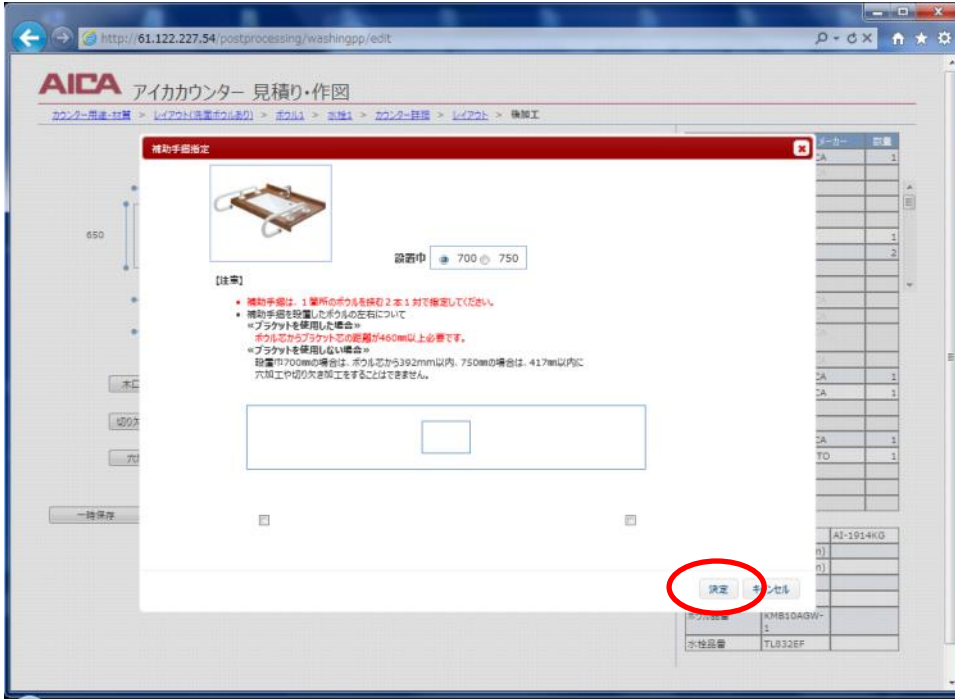 http://61.122.227.54/postprocessing/washingpp/edit
AICA アイカカウンター 見積り・作図
カウンター用途・材質 > レイアウト(洗面ボウルあり) > ボウル1 > 水栓1 > カウンター詳細 > レイアウト > 後加工
補助手摺指定
メーカー 数量
CA 1
650
1
2
設置巾 700 750
【注意】
• 補助手摺は、1箇所のボウルを挟む2本1対で指定してください。
• 補助手摺を設置したボウルの左右について
≪ブラケットを使用した場合≫
ボウル芯からブラケット芯の距離が460mm以上必要です。
≪ブラケットを使用しない場合≫
設置巾700mmの場合は、ボウル芯から392mm以内、750mmの場合は、417mm以内に
穴加工や切り欠き加工をすることはできません。
木口
CA 1
CA 1
切り欠
CA 1
穴
TO 1
一時保存
AI-1914KG
m)
m)
決定 キャンセル
ボウル品番 KMB10AGW-
1
水栓品番 TL832EF